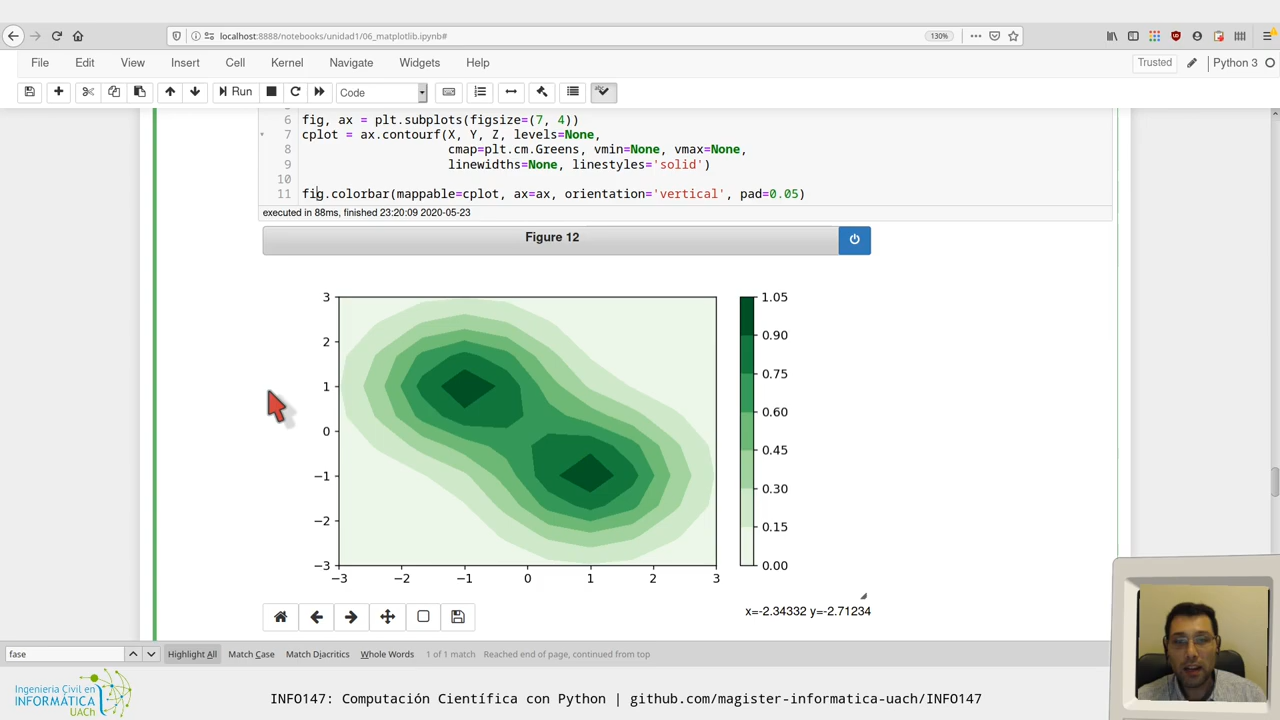 localhost:8888/notebooks/unidad1/06_matplotlib.ipynb#
130%
File Edit View Insert Cell Kernel Navigate Widgets Help
Trusted
Python 3
Run
Code
6 fig, ax = plt.subplots(figsize=(7, 4))
7 cplot = ax.contourf(X, Y, Z, levels=None,
8 cmap=plt.cm.Greens, vmin=None, vmax=None,
9 linewidths=None, linestyles='solid')
10
11 fig.colorbar(mappable=cplot, ax=ax, orientation='vertical', pad=0.05)
executed in 88ms, finished 23:20:09 2020-05-23
Figure 12
3
2
1
0
−1
−2
−3
−3 −2 −1 0 1 2 3
1.05
0.90
0.75
0.60
0.45
0.30
0.15
0.00
x=-2.34332 y=-2.71234
fase
Highlight All
Match Case
Match Diacritics
Whole Words
1 of 1 match
Reached end of page, continued from top
Ingeniería Civil en
INFORMÁTICA
UACh
INFO147: Computación Científica con Python | github.com/magister-informatica-uach/INFO147